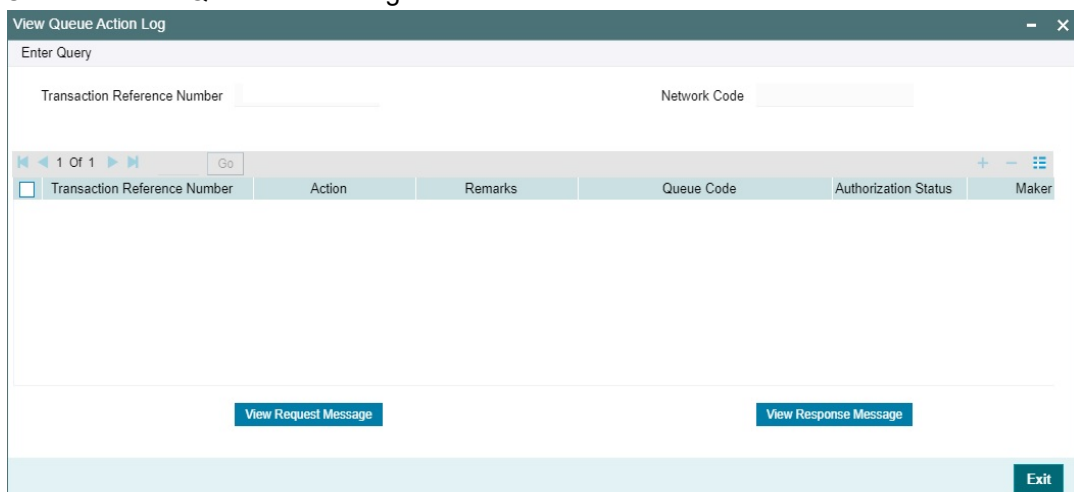 View Queue Action Log
Enter Query
Transaction Reference Number Network Code
1 Of 1 Go
Transaction Reference Number Action Remarks Queue Code Authorization Status Maker
View Request Message View Response Message
Exit